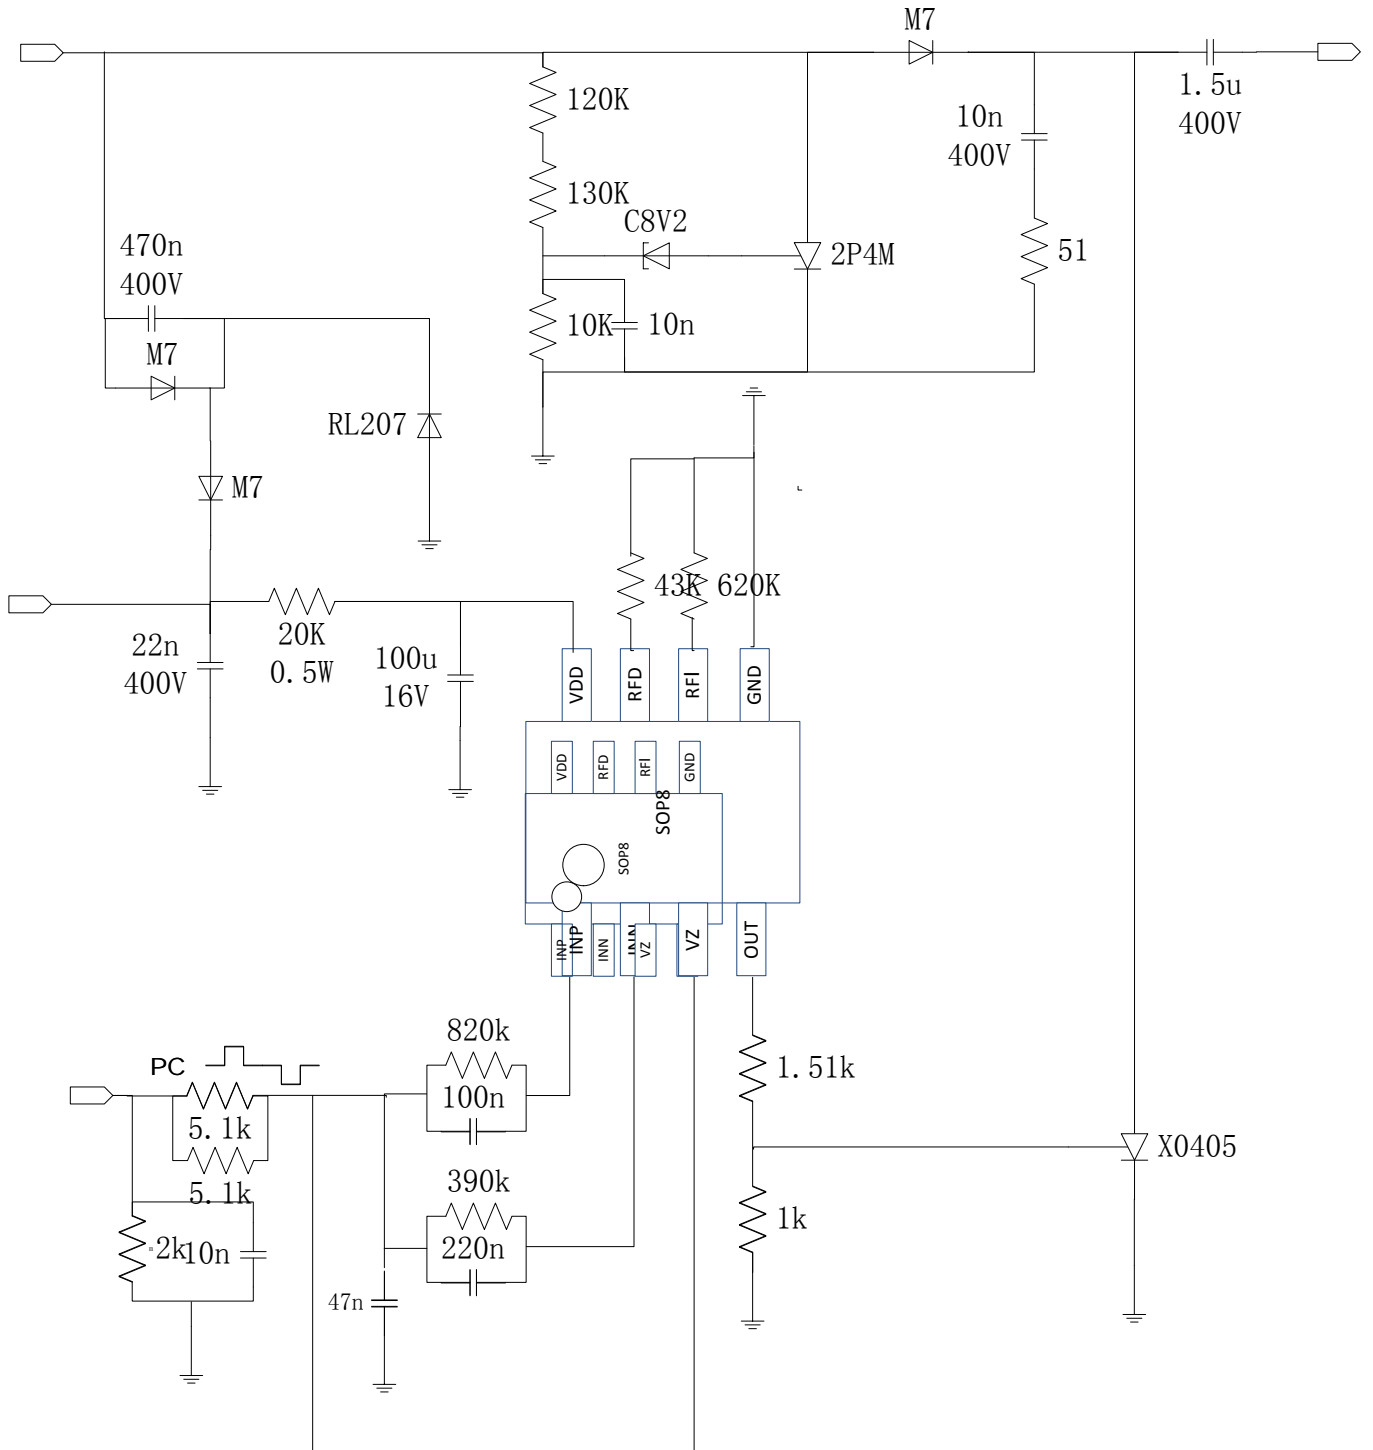 M7
1.5u
400V
120K
10n
400V
130K
C8V2
2P4M
51
470n
400V
10K
10n
M7
RL207
M7
43K
620K
20K
0.5W
22n
400V
100u
16V
VDD
RFD
RFI
GND
VDD
RFD
RFI
GND
SOP8
SOP8
INP
INP
INN
INN
VZ
VZ
OUT
820k
100n
PC
1.51k
5.1k
5.1k
X0405
390k
220n
1k
2k
10n
47n